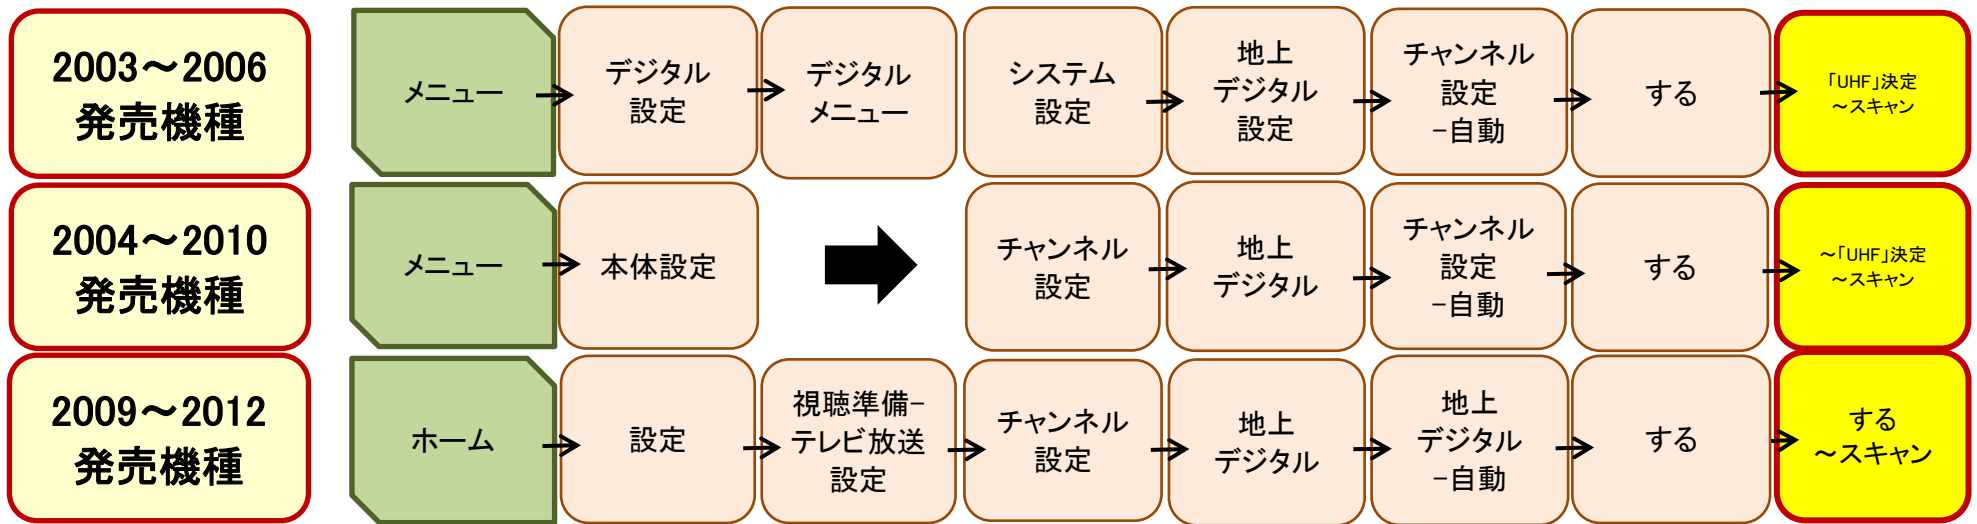 2003～2006
発売機種
メニュー
デジタル
設定
デジタル
メニュー
システム
設定
地上
デジタル
設定
チャンネル
設定
-自動
する
「UHF」決定
～スキャン
2004～2010
発売機種
メニュー
本体設定
チャンネル
設定
地上
デジタル
チャンネル
設定
-自動
する
～「UHF」決定
～スキャン
2009～2012
発売機種
ホーム
設定
視聴準備-
テレビ放送
設定
チャンネル
設定
地上
デジタル
地上
デジタル
-自動
する
する
～スキャン